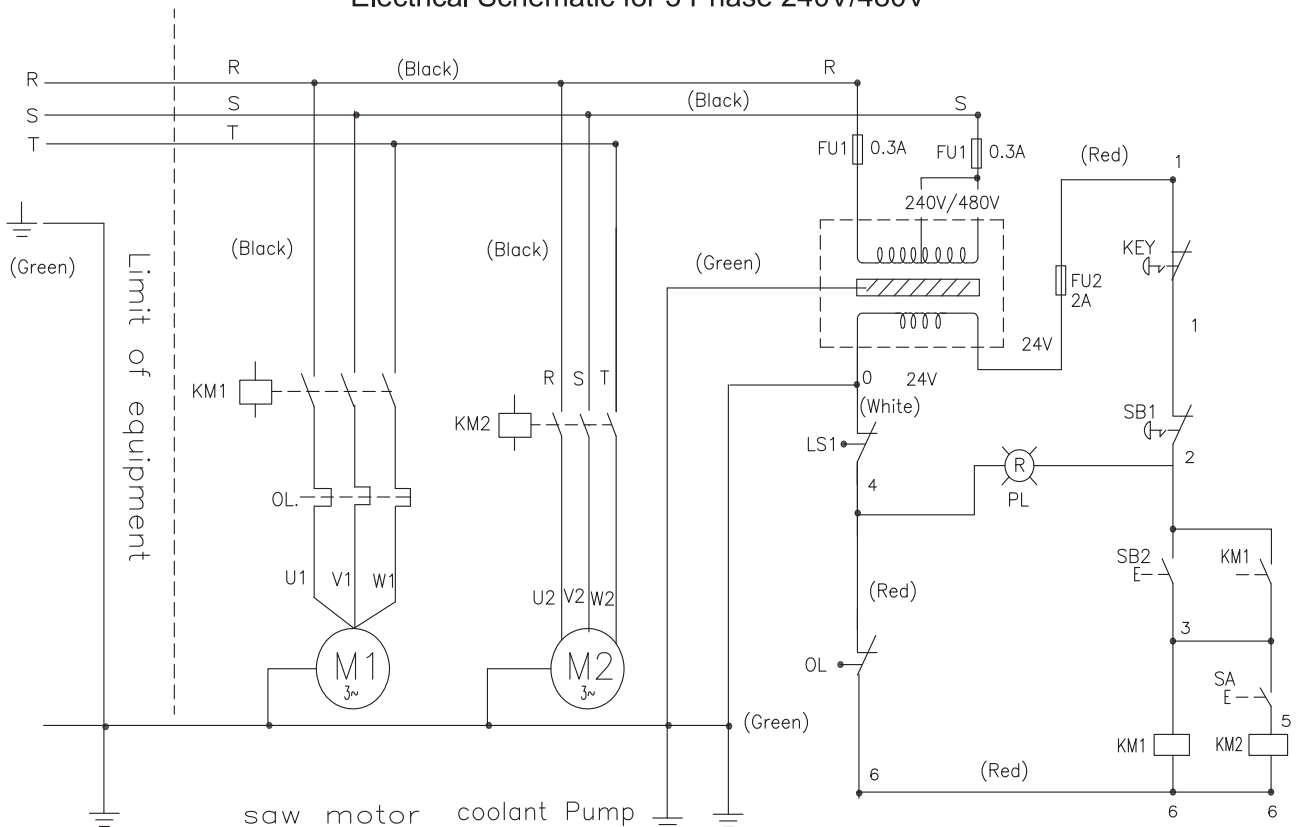 Electrical Schematic for 3 Phase 240V/480V
R R (Black) R
S S (Black) S
T T
FU1 0.3A FU1 0.3A (Red) 1
240V/480V
(Green) (Black) (Black) (Green) KEY
FU2
2A
Limit of equipment
1
24V
KM1 R S T 0 24V
(White)
KM2 SB1
LS1 2
R
4 PL
OL.
SB2 KM1
E E
U1 V1 W1 U2 V2 W2 (Red)
3
M1 M2
3~ 3~
OL SA
E
(Green) 5
KM1 KM2
6 (Red)
saw motor coolant Pump 6 6